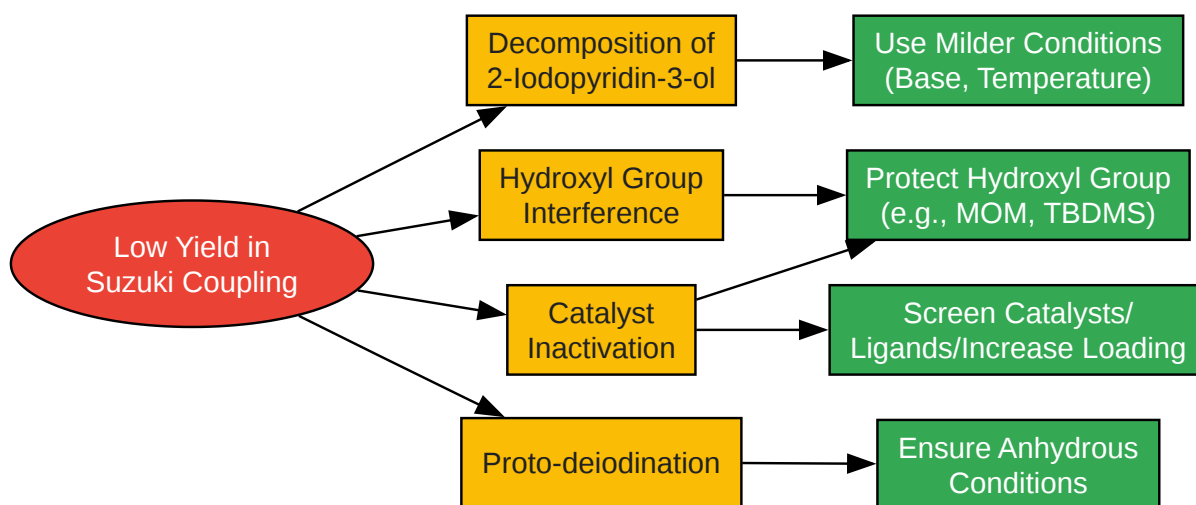 Low Yield in
Suzuki Coupling
Decomposition of
2-Iodopyridin-3-ol
Use Milder Conditions
(Base, Temperature)
Hydroxyl Group
Interference
Protect Hydroxyl Group
(e.g., MOM, TBDMS)
Catalyst
Inactivation
Screen Catalysts/
Ligands/Increase Loading
Proto-deiodination
Ensure Anhydrous
Conditions